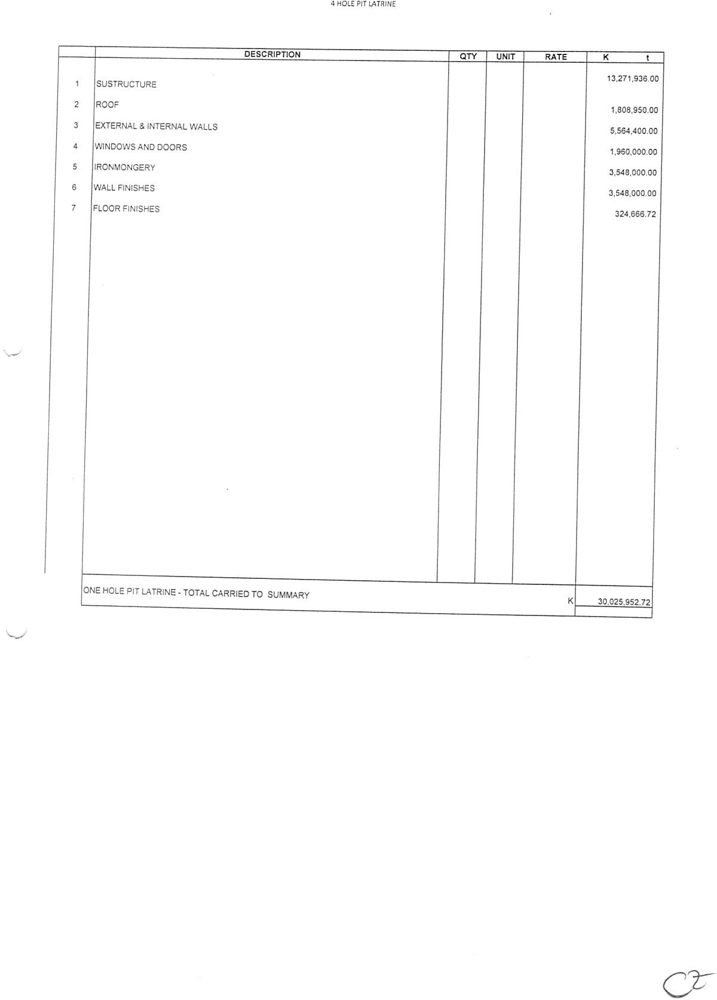 4 HOLE PIT LATRINE
DESCRIPTION QTY UNIT RATE K t
1 SUSTRUCTURE 13,271,936.00
2 ROOF 1,808,950.00
3 EXTERNAL & INTERNAL WALLS 5,564,400.00
4 WINDOWS AND DOORS 1,960,000.00
5 IRONMONGERY 3,548,000.00
6 WALL FINISHES 3,548,000.00
7 FLOOR FINISHES 324,666.72
ONE HOLE PIT LATRINE - TOTAL CARRIED TO SUMMARY K 30,025,952.72